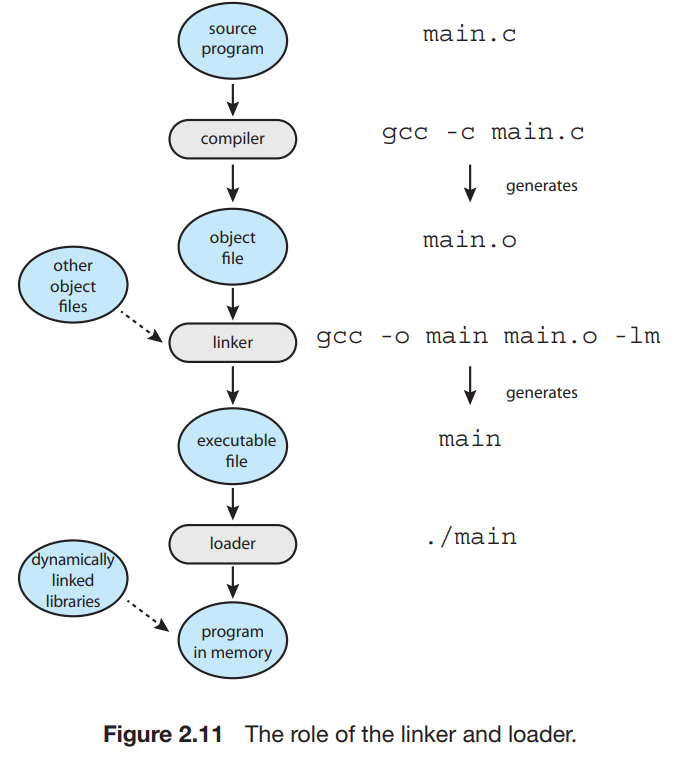 source
program
main.c
compiler
gcc -c main.c
generates
object
file
main.o
other
object
files
linker
gcc -o main main.o -lm
generates
executable
file
main
loader
./main
dynamically
linked
libraries
program
in memory
Figure 2.11 The role of the linker and loader.